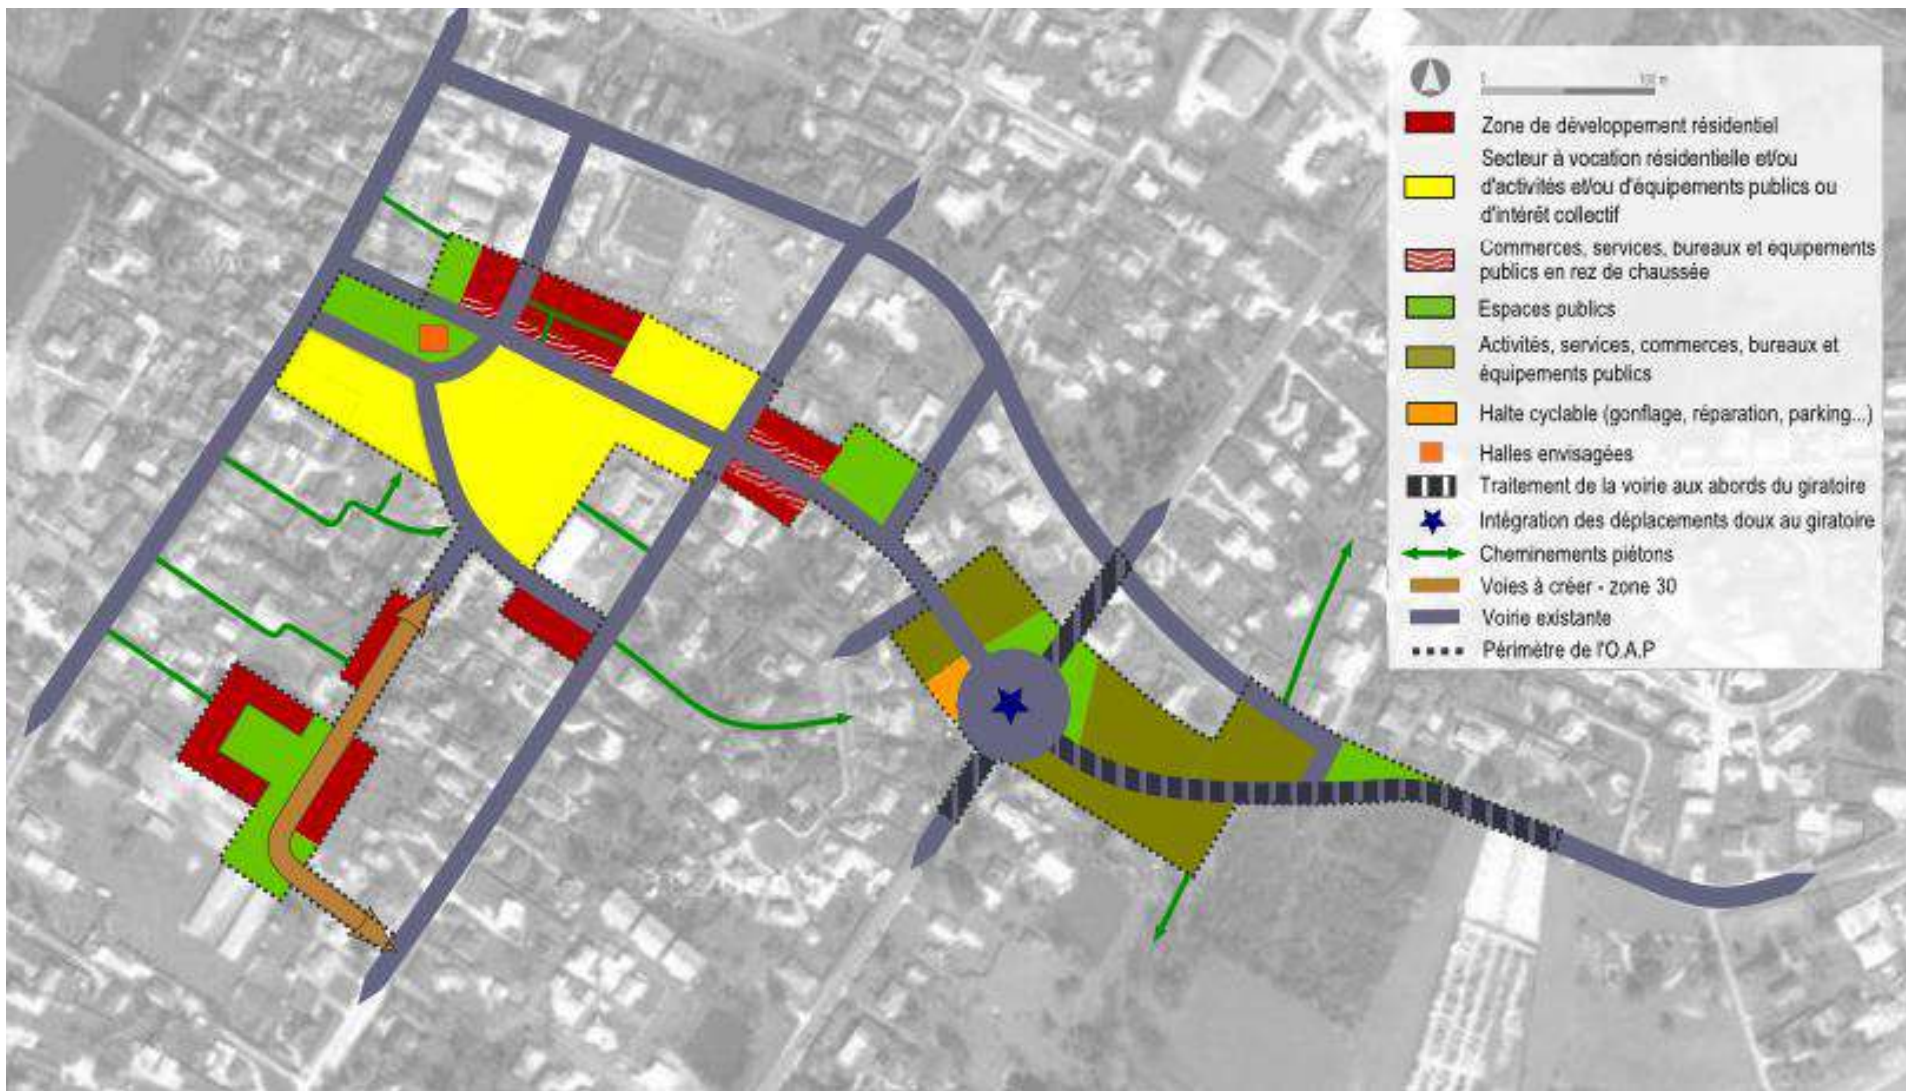 0 100 m
Zone de développement résidentiel
Secteur à vocation résidentielle et/ou
d'activités et/ou d'équipements publics ou
d'intérêt collectif
Commerces, services, bureaux et équipements
publics en rez de chaussée
Espaces publics
Activités, services, commerces, bureaux et
équipements publics
Halte cyclable (gonflage, réparation, parking...)
Halles envisagées
Traitement de la voirie aux abords du giratoire
Intégration des déplacements doux au giratoire
Cheminements piétons
Voies à créer - zone 30
Voirie existante
Périmètre de l'O.A.P